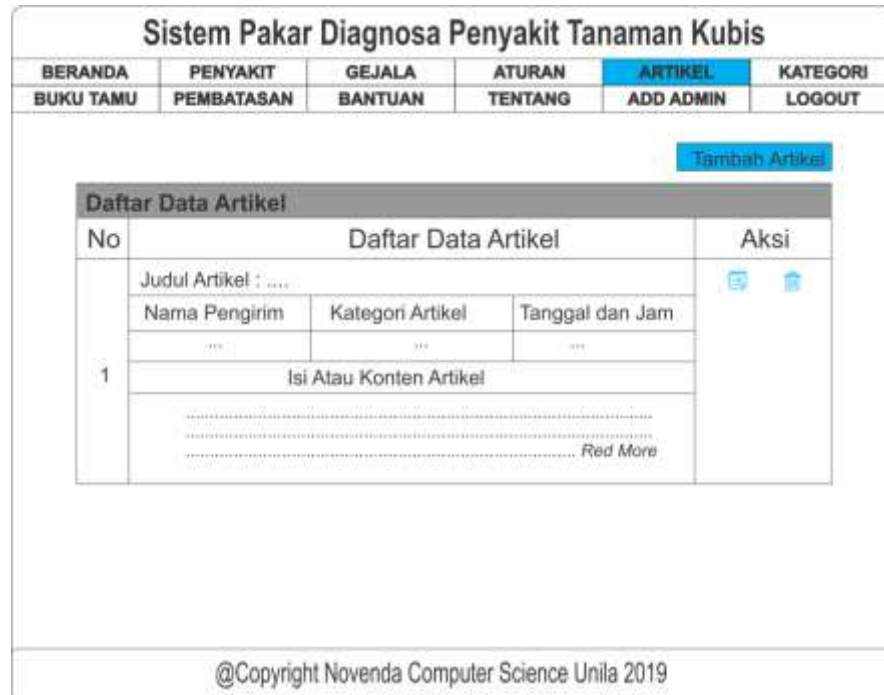 Sistem Pakar Diagnosa Penyakit Tanaman Kubis
BERANDA PENYAKIT GEJALA ATURAN ARTIKEL KATEGORI
BUKU TAMU PEMBATASAN BANTUAN TENTANG ADD ADMIN LOGOUT
Tambah Artikel
Daftar Data Artikel
No Daftar Data Artikel Aksi
Judul Artikel : ....
Nama Pengirim Kategori Artikel Tanggal dan Jam
... ... ...
1 Isi Atau Konten Artikel
Red More
@Copyright Novenda Computer Science Unila 2019